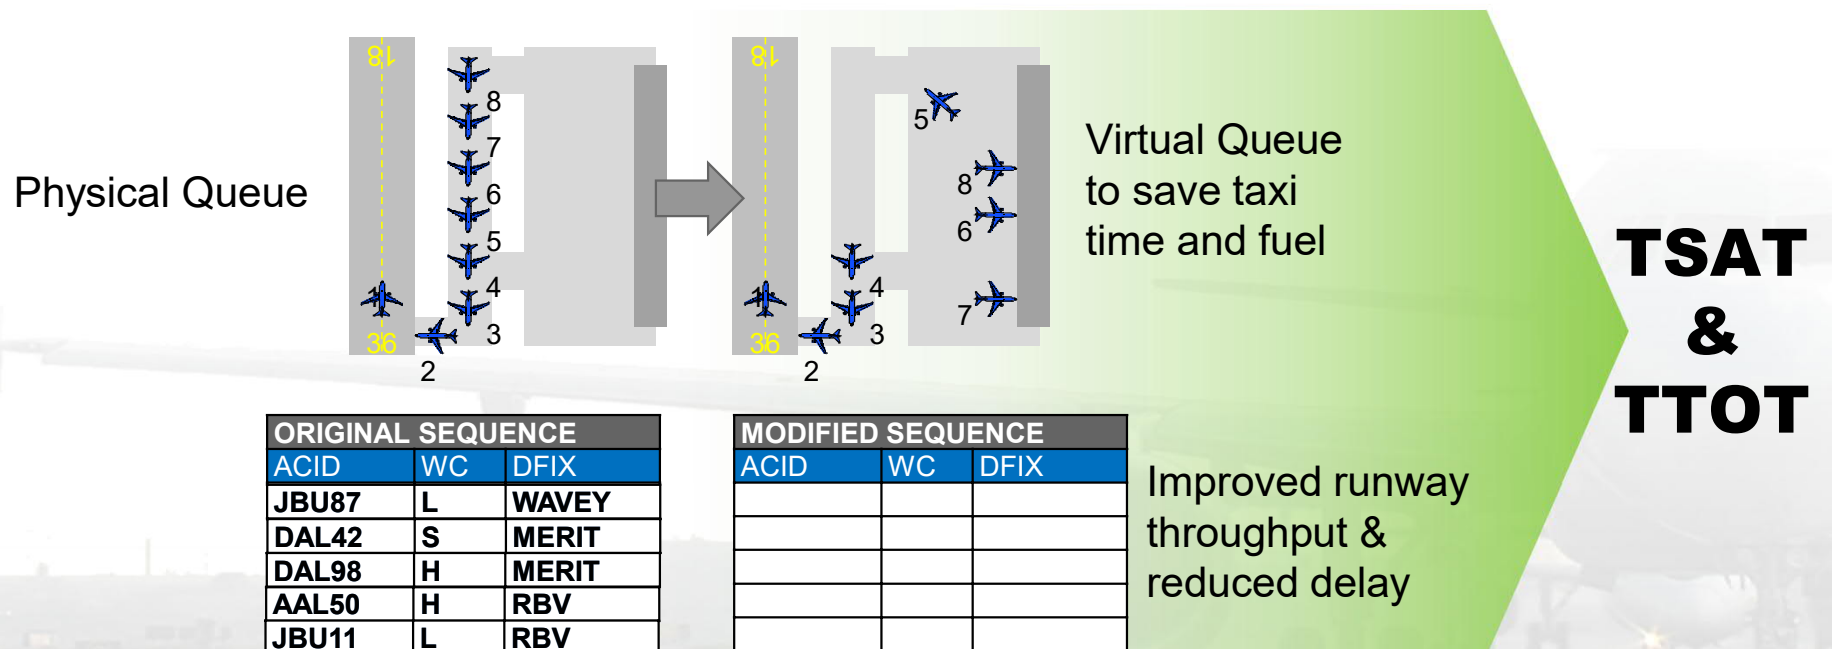 Physical Queue
18
8
7
6
5
4
3
2
1
36
18
5
8
6
7
4
3
2
1
36
Virtual Queue
to save taxi
time and fuel
TSAT
&
TTOT
ORIGINAL SEQUENCE
ACID WC DFIX
JBU87 L WAVEY
DAL42 S MERIT
DAL98 H MERIT
AAL50 H RBV
JBU11 L RBV
MODIFIED SEQUENCE
ACID WC DFIX
Improved runway
throughput &
reduced delay